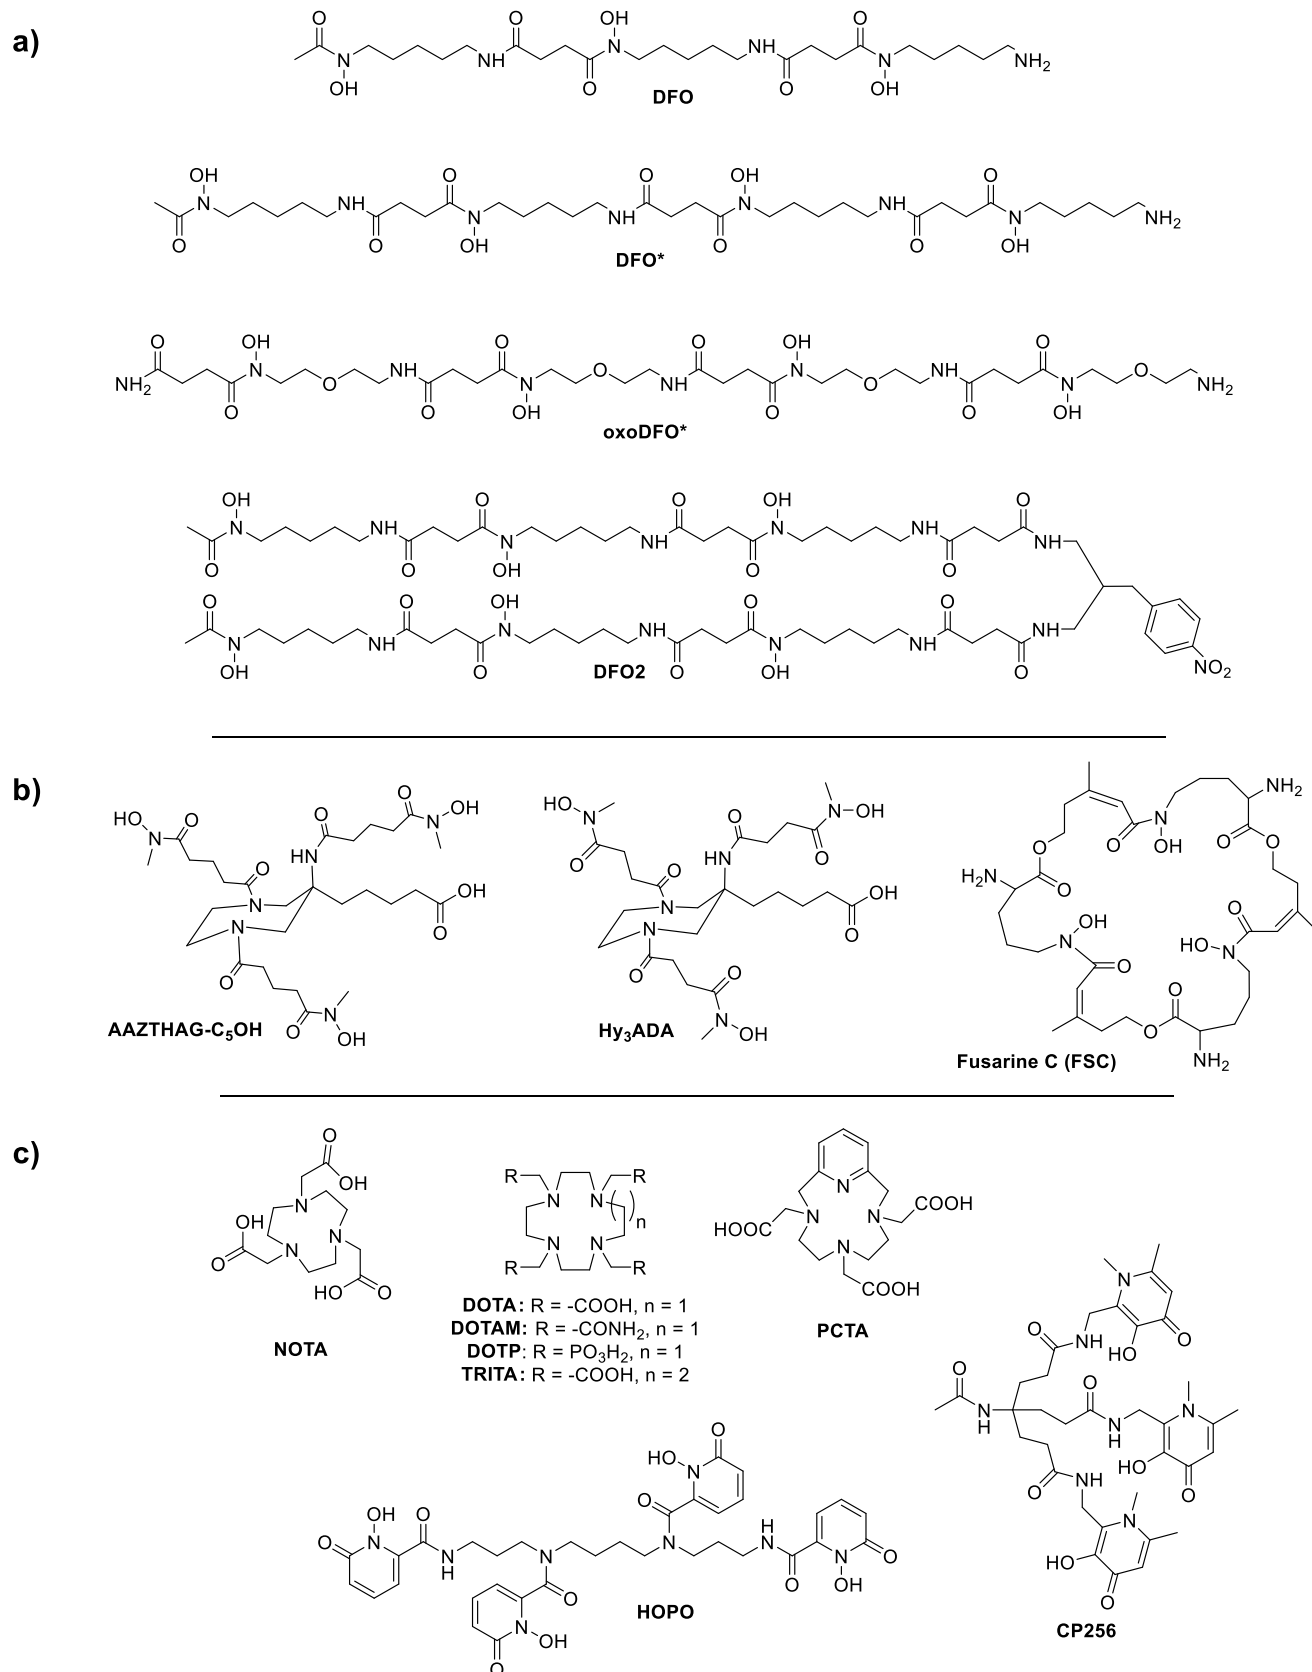 a)
O OH O
N NH N NH N NH2
OH O O OH
DFO
OH O O OH O
N NH N NH N NH N NH2
O O OH O O OH
DFO*
O OH O O OH O
NH2 N O NH N O NH N O NH N O NH2
O O OH O O OH
oxoDFO*
OH O O OH O
N NH N NH N NH NH
O O OH O O
O O OH O O
N NH N NH N NH NH
OH O O OH O
NO2
DFO2
b)
HO N O O N OH
O HN
O N N OH O
O
O N OH
AAZTHAG-C5OH
HO N O N OH
O HN O
O N N OH O
O O
N OH
Hy3ADA
NH2
O N OH O O
O
H2N O
OH O
N HO N
O O
O NH2
Fusarine C (FSC)
c)
O
OH
N
OH N N
O
HO O
NOTA
R R
N N
( ) n
N N
R R
DOTA: R = -COOH, n = 1
DOTAM: R = -CONH2, n = 1
DOTP: R = PO3H2, n = 1
TRITA: R = -COOH, n = 2
N
COOH
HOOC N N
N
COOH
PCTA
N
O NH HO O
O
N H
O
N H
N
HO O
O NH
N
HO O
CP256
O
HO N
O
OH O
O N N H N N H N O
O O OH
N OH
O
HOPO